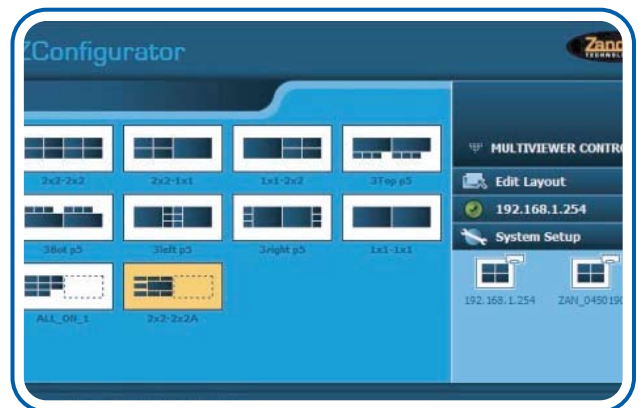 ZConfigurator
Zand
TECHNOL
MULTIVIEWER CONTRO
2x2-2x2
2x2-1x1
1x1-2x2
3Top p5
Edit Layout
192.168.1.254
3Bot p5
3left p5
3right p5
1x1-1x1
System Setup
192.168.1.254
ZAN_0450190
ALL_ON_1
2x2-2x2A